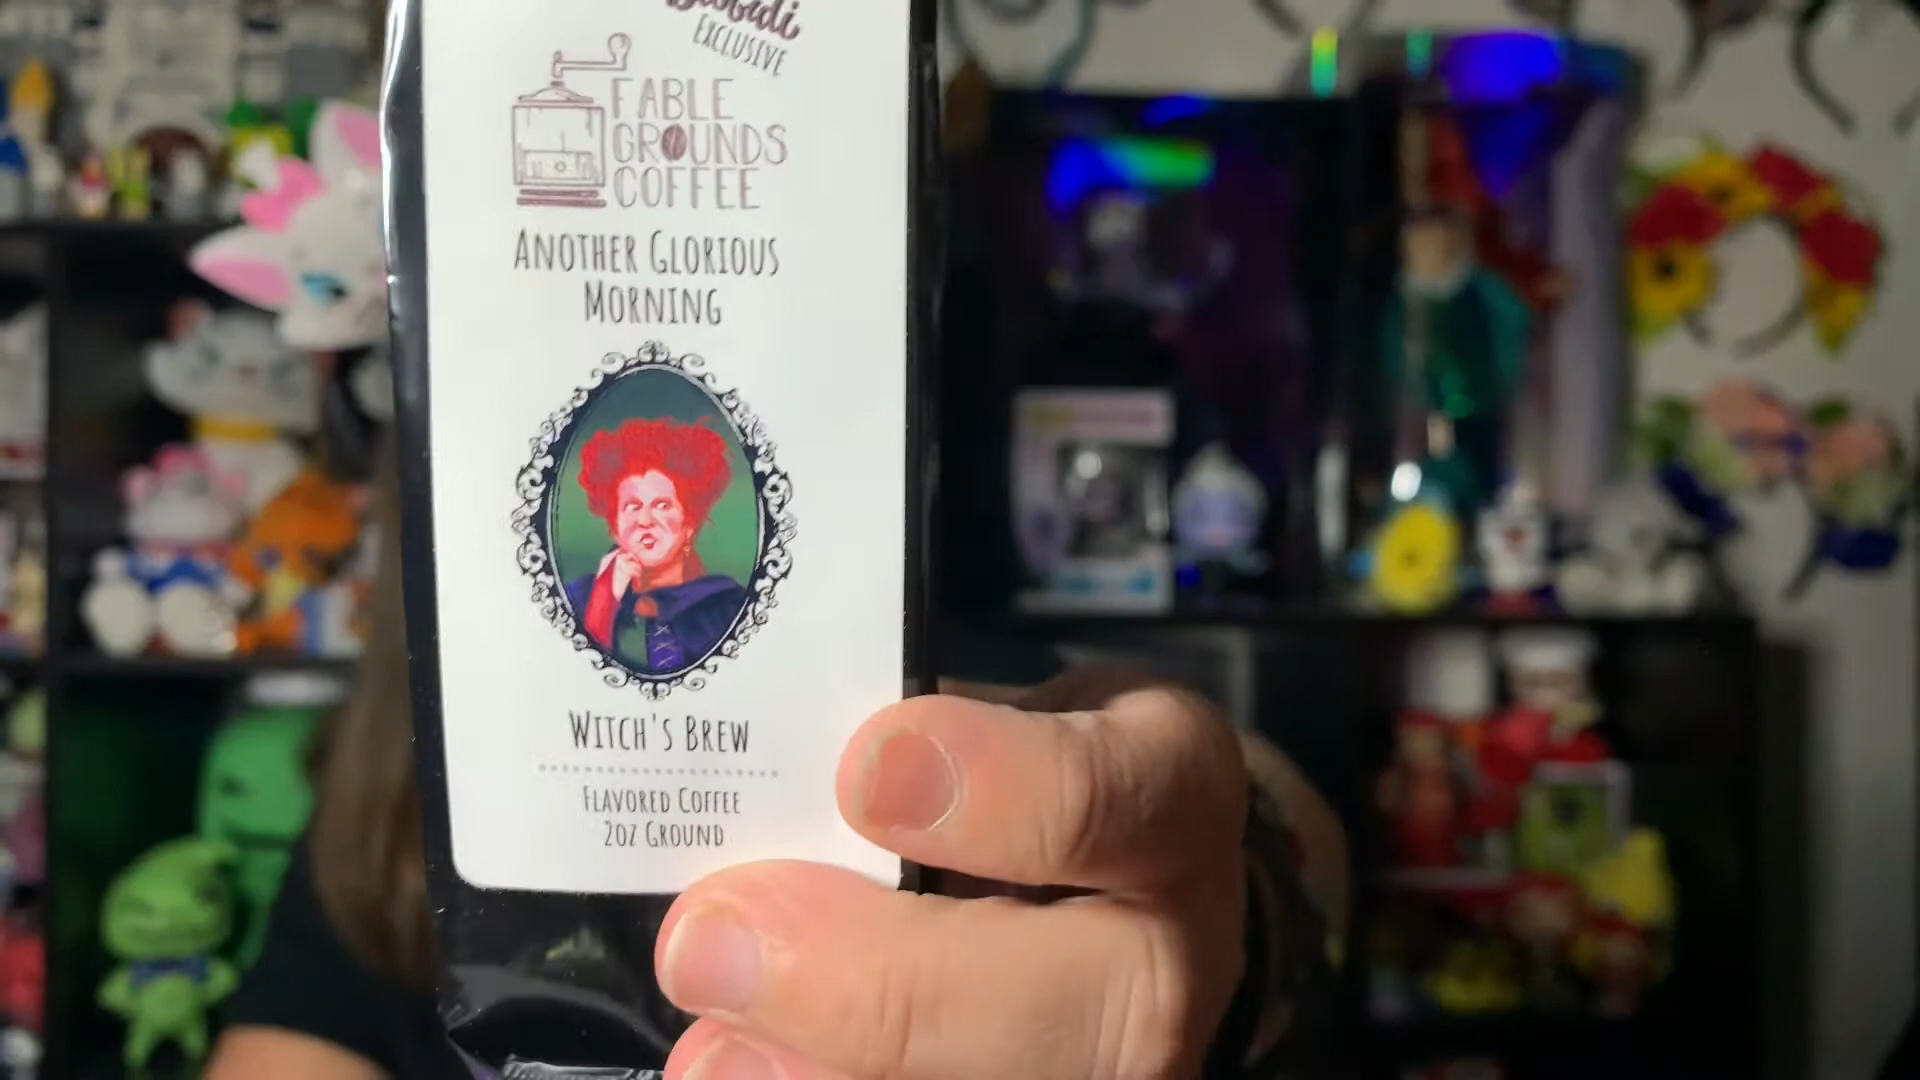 EXCLUSIVE
FABLE
GROUNDS
COFFEE
ANOTHER GLORIOUS
MORNING
WITCH'S BREW
FLAVORED COFFEE
2OZ GROUND